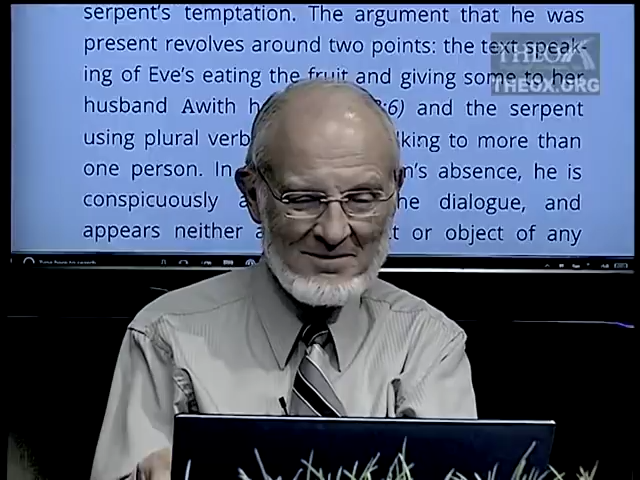 serpent's temptation. The argument that he was
present revolves around two points: the text speak-
ing of Eve's eating the fruit and giving some to her
husband Awith h 3:6) and the serpent
using plural verb lking to more than
one person. In n's absence, he is
conspicuously a he dialogue, and
appears neither a t or object of any
THEOX
THEOX.ORG